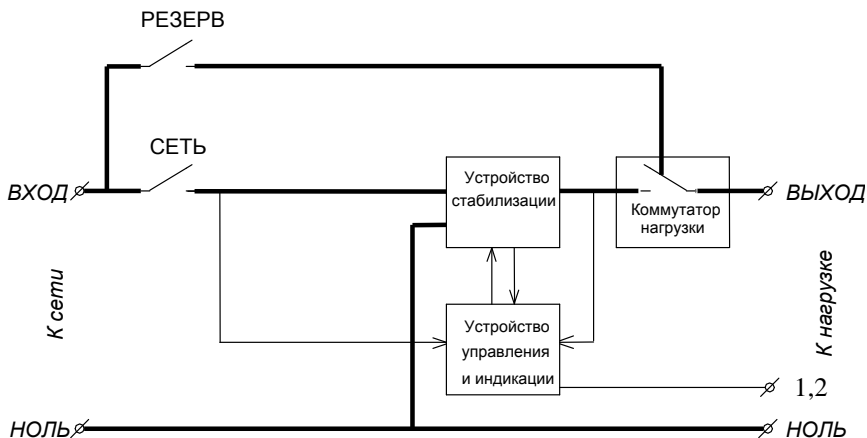 РЕЗЕРВ
СЕТЬ
ВХОД
Устройство
стабилизации
Коммутатор
нагрузки
ВЫХОД
К сети
К нагрузке
Устройство
управления
и индикации
1,2
НОЛЬ
НОЛЬ